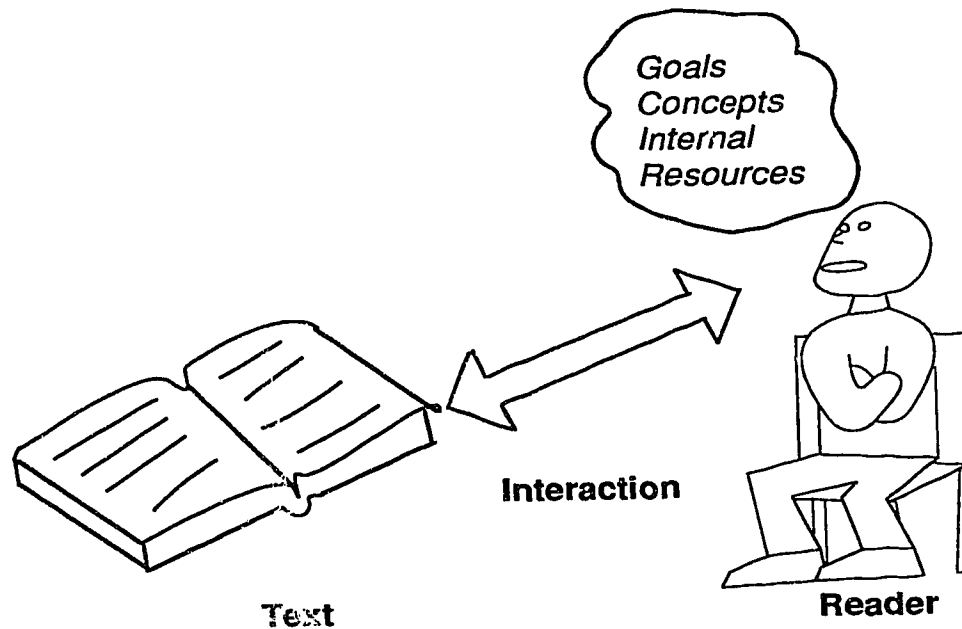 Goals
Concepts
Internal
Resources
Interaction
Text
Reader